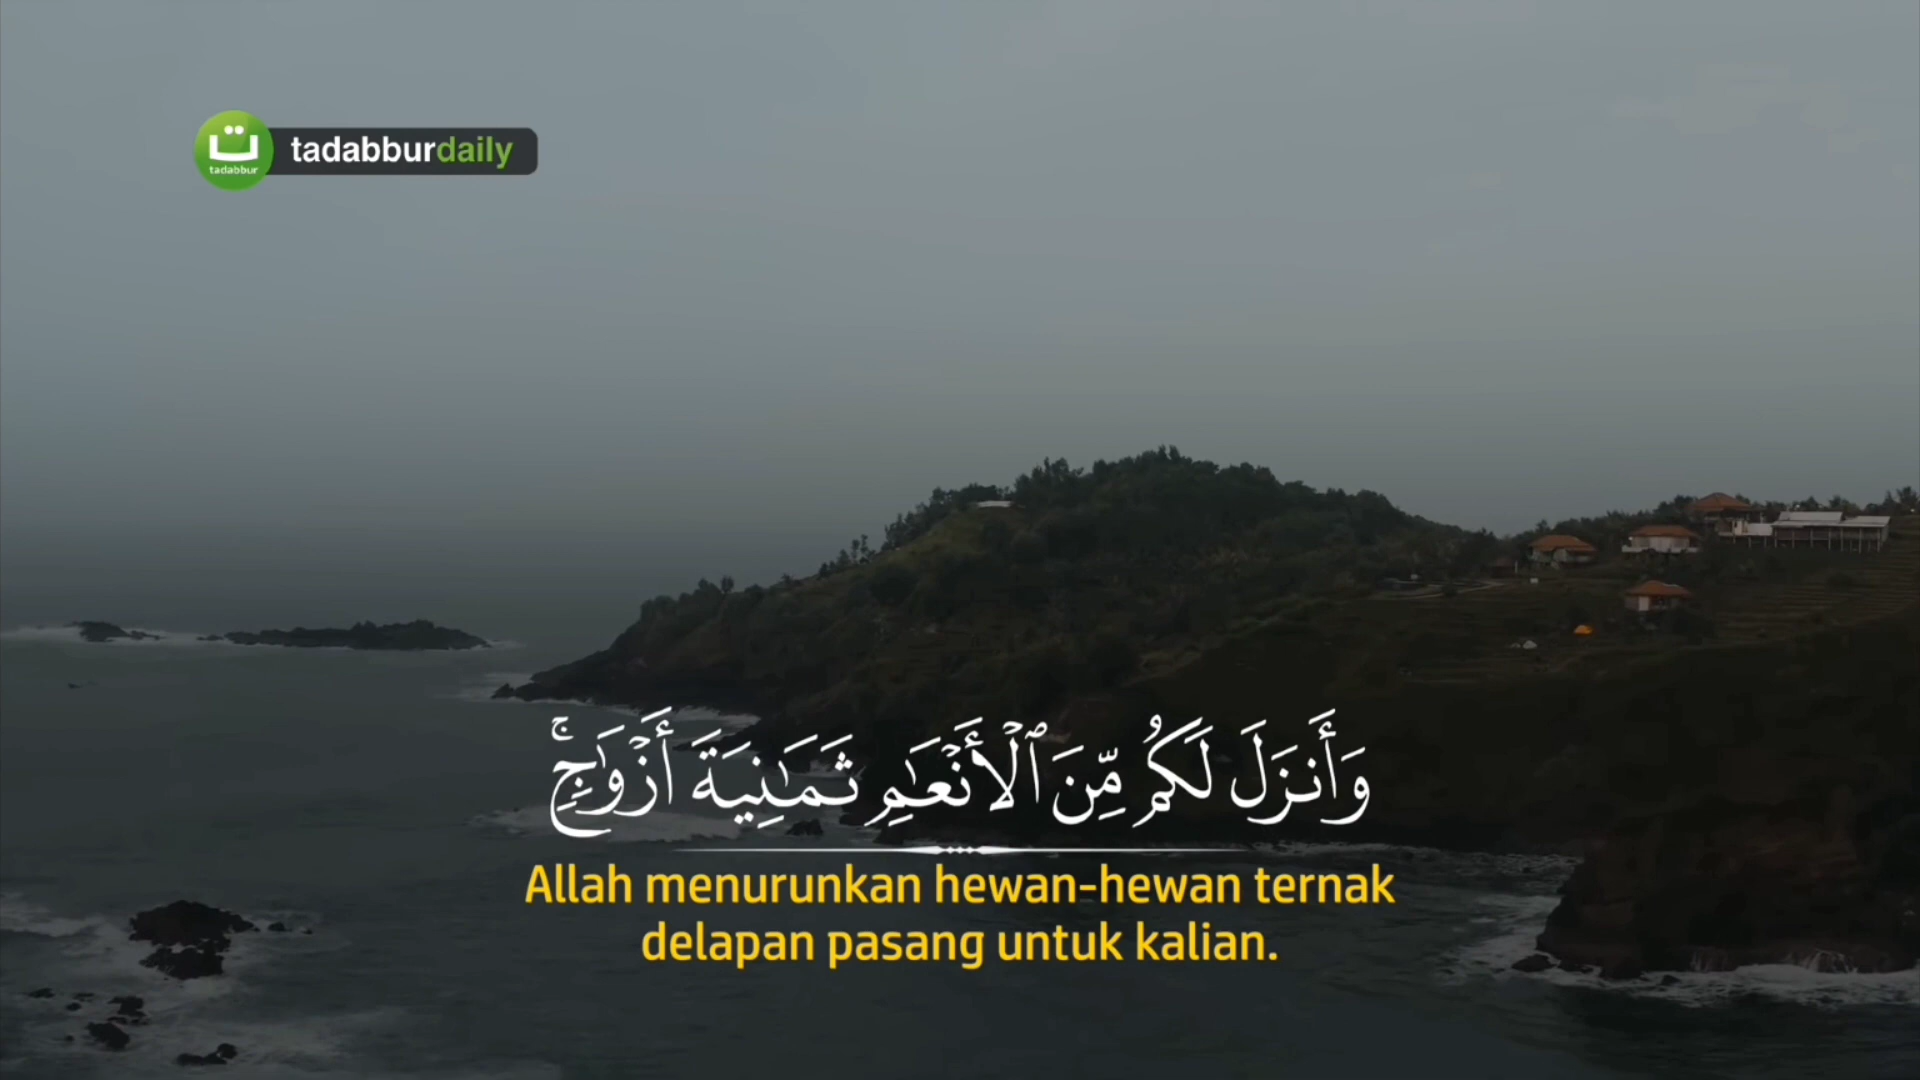 ت
tadabbur
tadabburdaily
وَأَنزَلَ لَكُم مِّنَ ٱلْأَنْعَـٰمِ ثَمَـٰنِيَةَ أَزْوَٰجٍۢ ۚ
Allah menurunkan hewan-hewan ternak
delapan pasang untuk kalian.